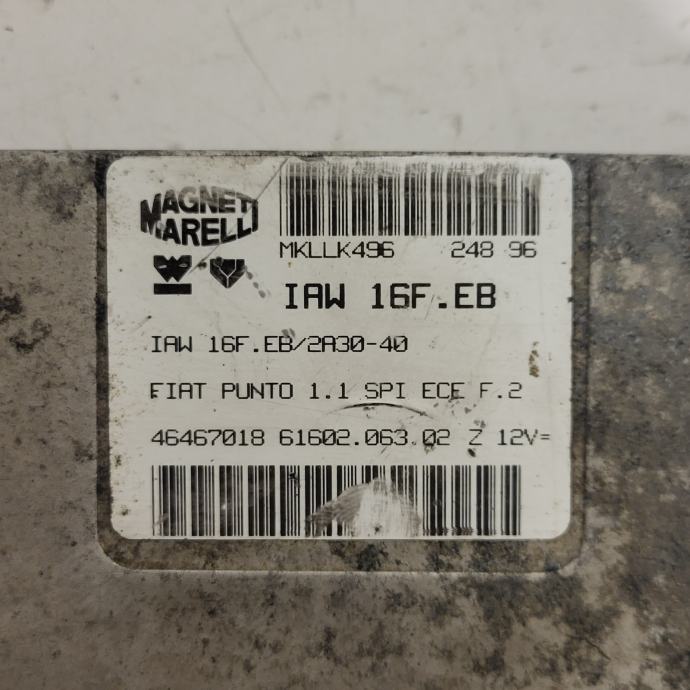 MAGNETI
MARELLI
MKLLK496 248 96
IAW 16F.EB
IAW 16F.EB/2A30-40
FIAT PUNTO 1.1 SPI ECE F.2
46467018 61602.063.02 Z 12V=